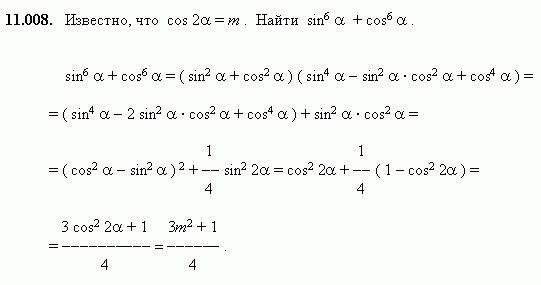 11.008. Известно, что cos 2α = m . Найти sin⁶ α + cos⁶ α .
sin⁶ α + cos⁶ α = ( sin² α + cos² α ) ( sin⁴ α – sin² α · cos² α + cos⁴ α ) =
= ( sin⁴ α – 2 sin² α · cos² α + cos⁴ α ) + sin² α · cos² α =
1 1
= ( cos² α – sin² α ) ² + –– sin² 2α = cos² 2α + –– ( 1 – cos² 2α ) =
4 4
3 cos² 2α + 1 3m² + 1
= –––––––––– = –––––– .
4 4